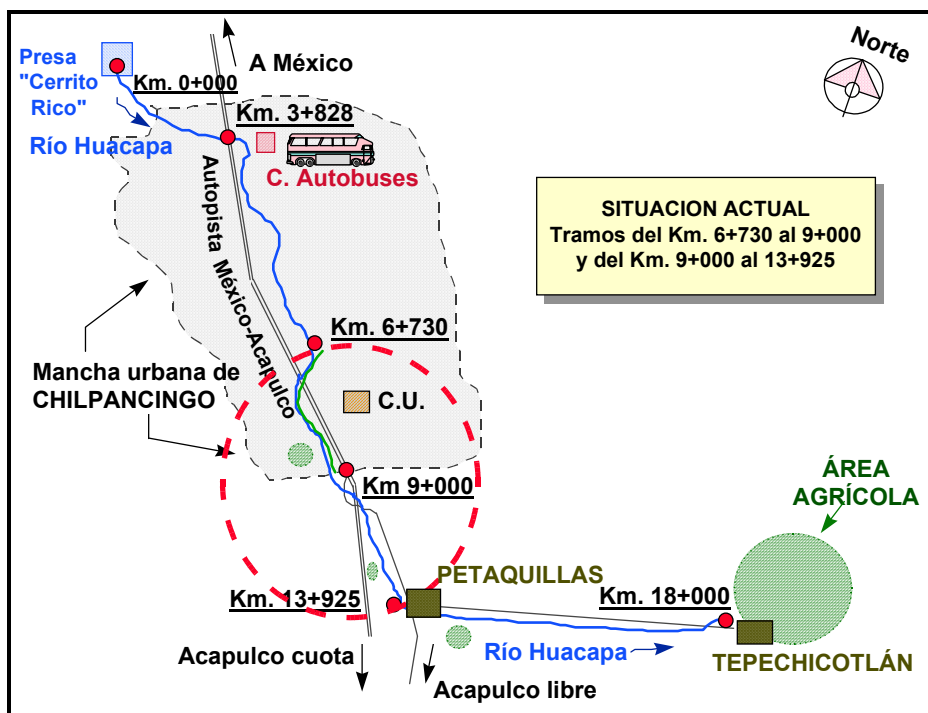 Norte
A México
Presa
"Cerrito
Rico"
Km. 0+000
Km. 3+828
Río Huacapa
C. Autobuses
SITUACION ACTUAL
Tramos del Km. 6+730 al 9+000
y del Km. 9+000 al 13+925
Autopista México-Acapulco
Km. 6+730
Mancha urbana de
CHILPANCINGO
C.U.
Km 9+000
ÁREA
AGRÍCOLA
PETAQUILLAS
Km. 13+925
Km. 18+000
Acapulco cuota
Río Huacapa
TEPECHICOTLÁN
Acapulco libre